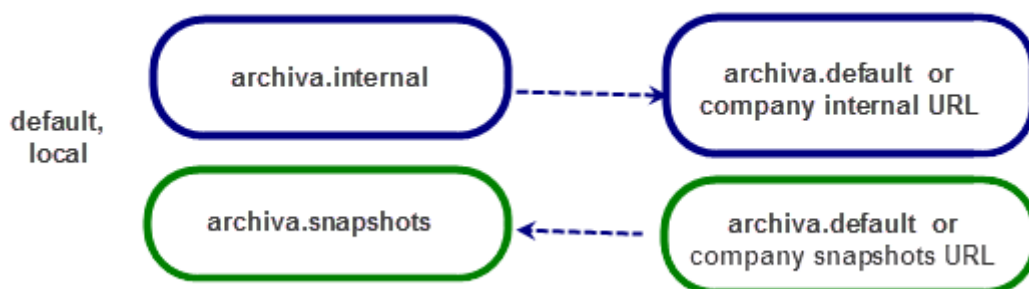 archiva.internal
archiva.default or
company internal URL
default,
local
archiva.snapshots
archiva.default or
company snapshots URL